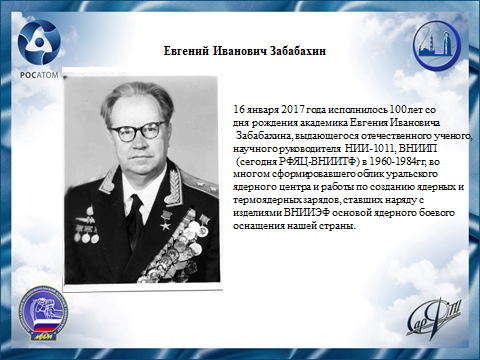 РОСАТОМ
Евгений Иванович Забабахин
16 января 2017 года исполнилось 100 лет со
дня рождения академика Евгения Ивановича
Забабахина, выдающегося отечественного ученого,
научного руководителя НИИ-1011, ВНИИП
(сегодня РФЯЦ-ВНИИТФ) в 1960-1984гг, во
многом сформировавшего облик уральского
ядерного центра и работы по созданию ядерных и
термоядерных зарядов, ставших наряду с
изделиями ВНИИЭФ основой ядерного боевого
оснащения нашей страны.
СарФТИ